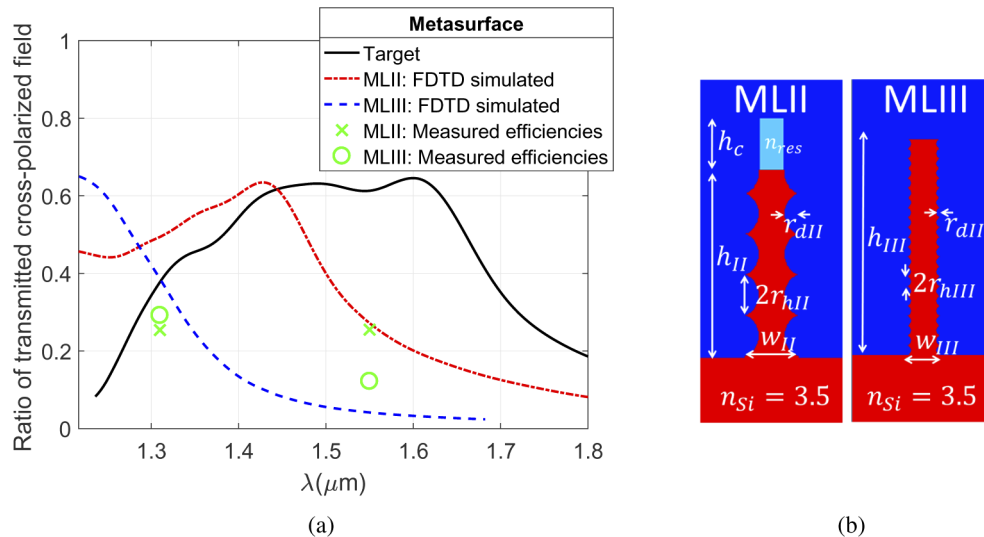 Metasurface
Target
MLII: FDTD simulated
MLIII: FDTD simulated
MLII: Measured efficiencies
MLIII: Measured efficiencies
Ratio of transmitted cross-polarized field
1
0.8
0.6
0.4
0.2
0
1.3 1.4 1.5 1.6 1.7 1.8
λ(μm)
(a)
MLII
h_c
n_res
r_dII
h_II
2r_hII
w_II
n_Si = 3.5
MLIII
r_dII
h_III
2r_hIII
w_III
n_Si = 3.5
(b)